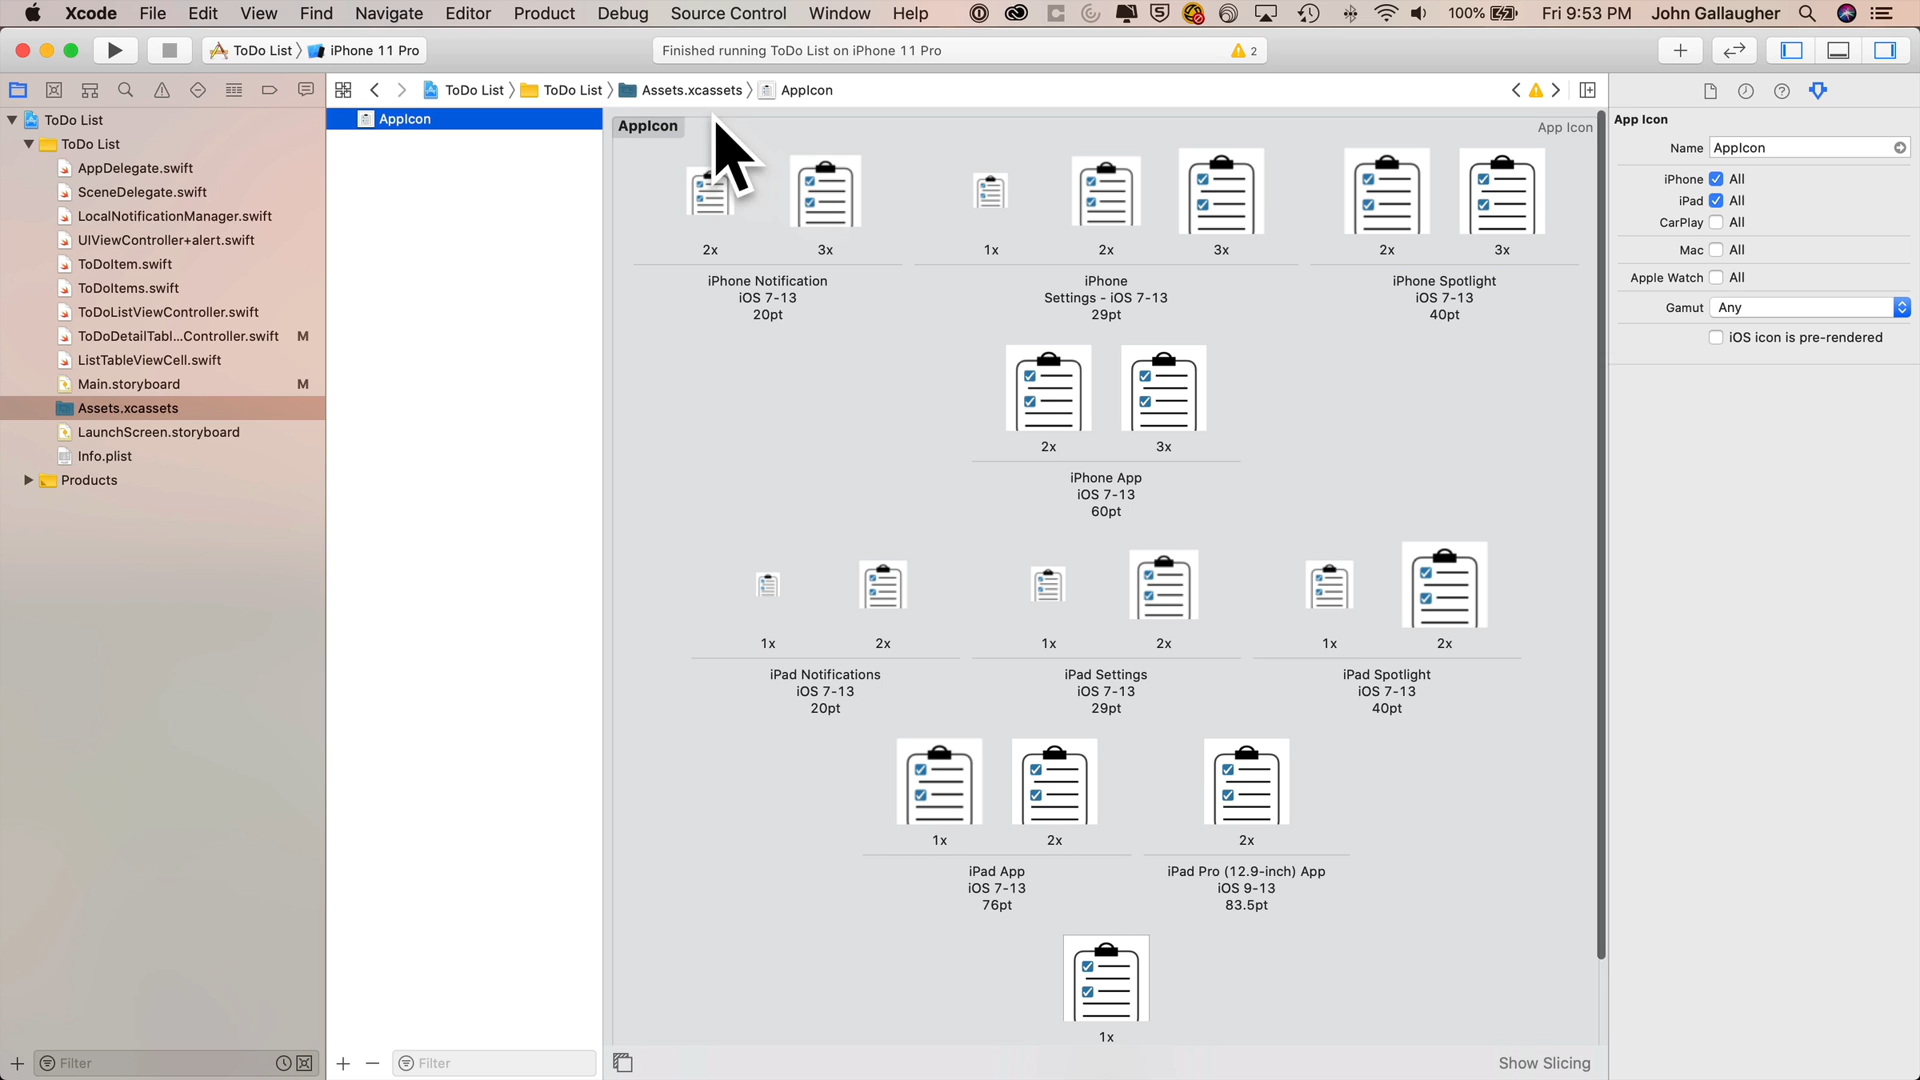 Xcode File Edit View Find Navigate Editor Product Debug Source Control Window Help 100% Fri 9:53 PM John Gallaugher
ToDo List iPhone 11 Pro
Finished running ToDo List on iPhone 11 Pro 2
ToDo List ToDo List Assets.xcassets AppIcon
ToDo List
ToDo List
AppDelegate.swift
SceneDelegate.swift
LocalNotificationManager.swift
UIViewController+alert.swift
ToDoItem.swift
ToDoItems.swift
ToDoListViewController.swift
ToDoDetailTabl...Controller.swift M
ListTableViewCell.swift
Main.storyboard M
Assets.xcassets
LaunchScreen.storyboard
Info.plist
Products
Filter
AppIcon
Filter
AppIcon App Icon
2x 3x 1x 2x 3x 2x 3x
iPhone Notification
iOS 7-13
20pt
iPhone
Settings - iOS 7-13
29pt
iPhone Spotlight
iOS 7-13
40pt
2x 3x
iPhone App
iOS 7-13
60pt
1x 2x 1x 2x 1x 2x
iPad Notifications
iOS 7-13
20pt
iPad Settings
iOS 7-13
29pt
iPad Spotlight
iOS 7-13
40pt
1x 2x 2x
iPad App
iOS 7-13
76pt
iPad Pro (12.9-inch) App
iOS 9-13
83.5pt
1x
Show Slicing
App Icon
Name AppIcon
iPhone All
iPad All
CarPlay All
Mac All
Apple Watch All
Gamut Any
iOS icon is pre-rendered